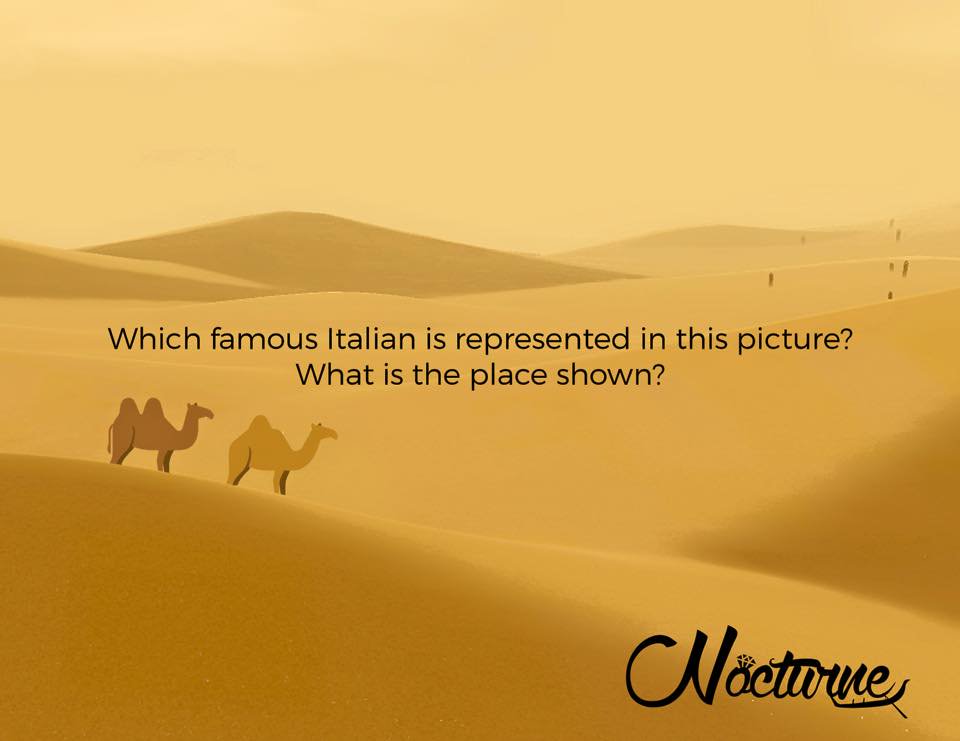 Which famous Italian is represented in this picture?
What is the place shown?
Nocturne